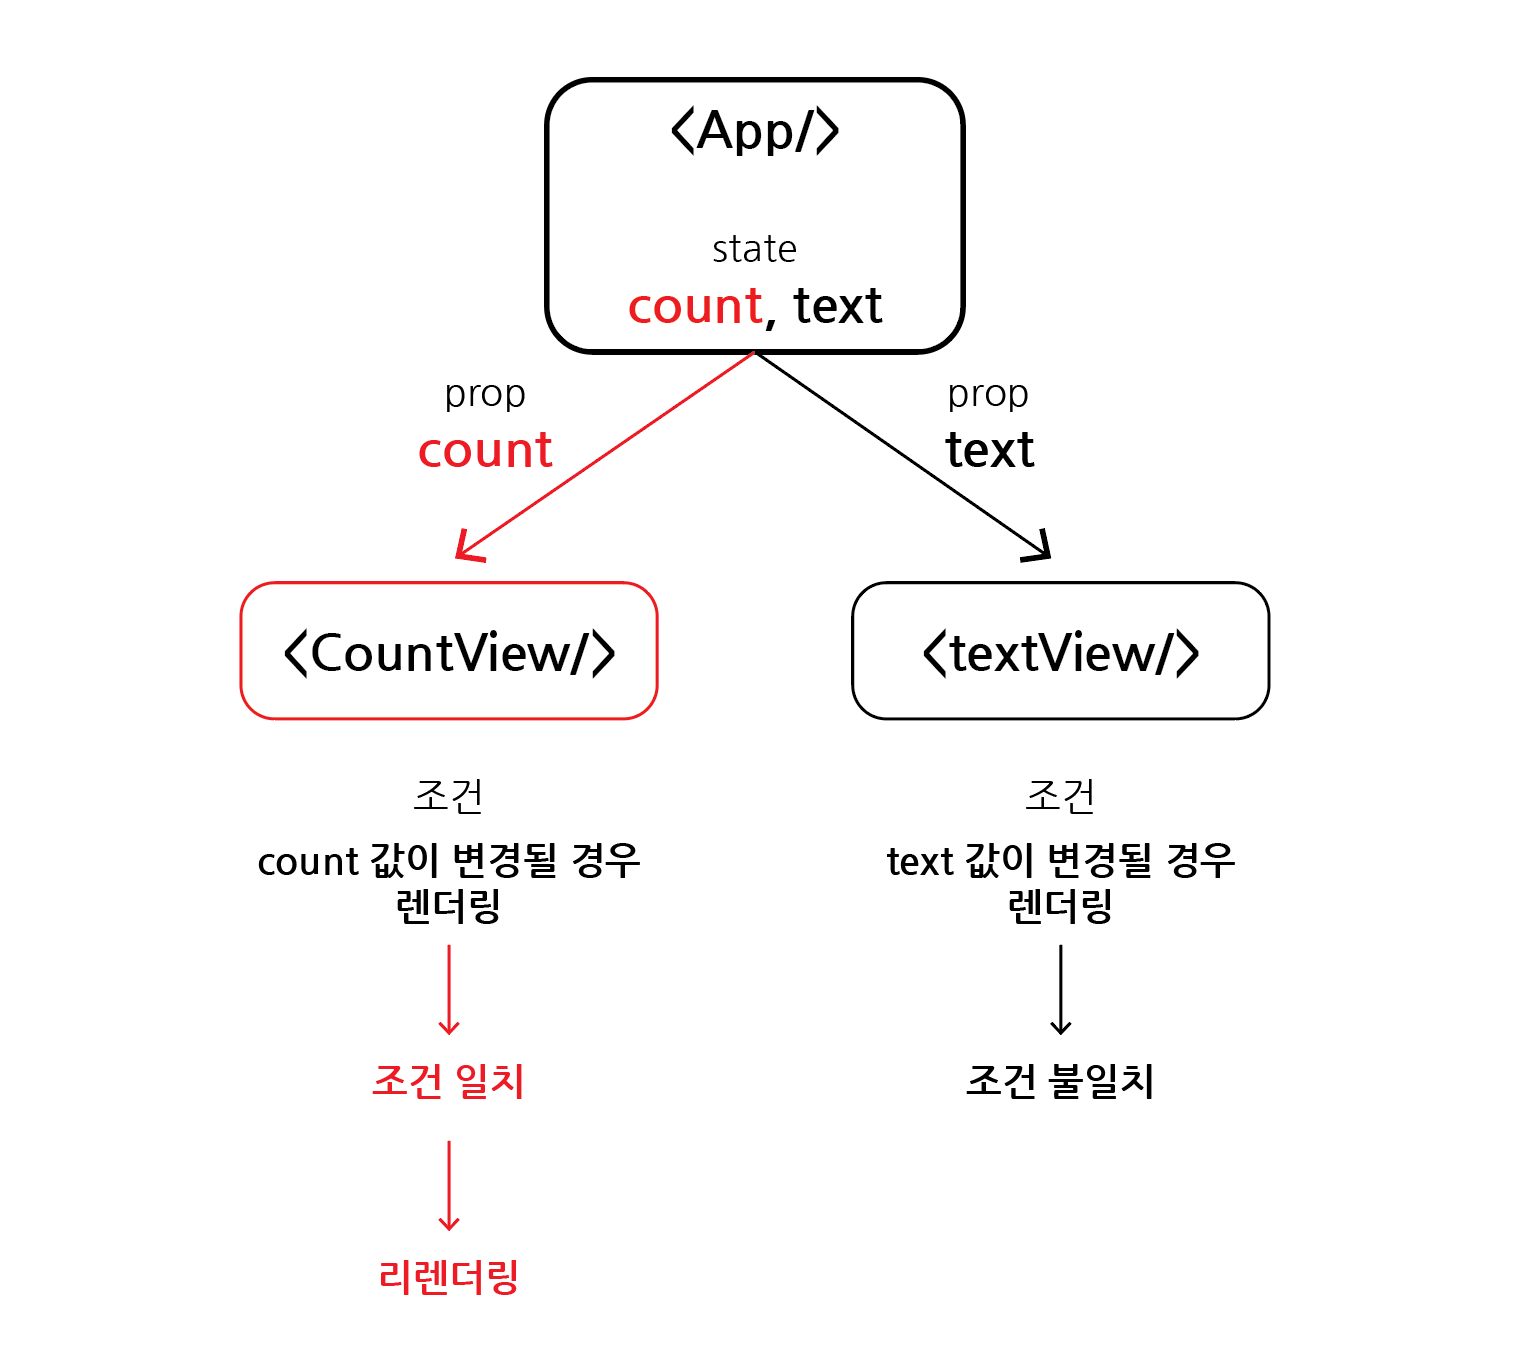 <App/>
state
count, text
prop
count
prop
text
<CountView/>
<textView/>
조건
count 값이 변경될 경우
렌더링
조건 일치
리렌더링
조건
text 값이 변경될 경우
렌더링
조건 불일치